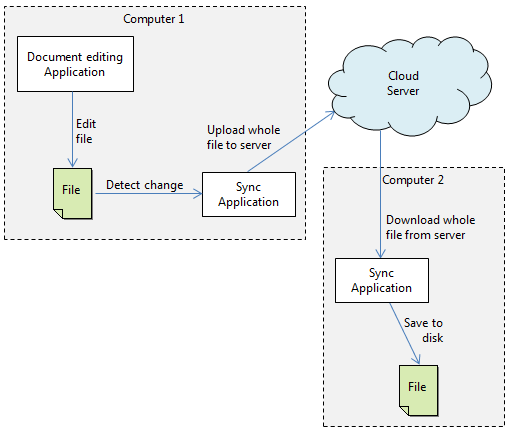 Computer 1
Document editing
Application
Edit
file
File
Detect change
Sync
Application
Upload whole
file to server
Cloud
Server
Computer 2
Download whole
file from server
Sync
Application
Save to
disk
File